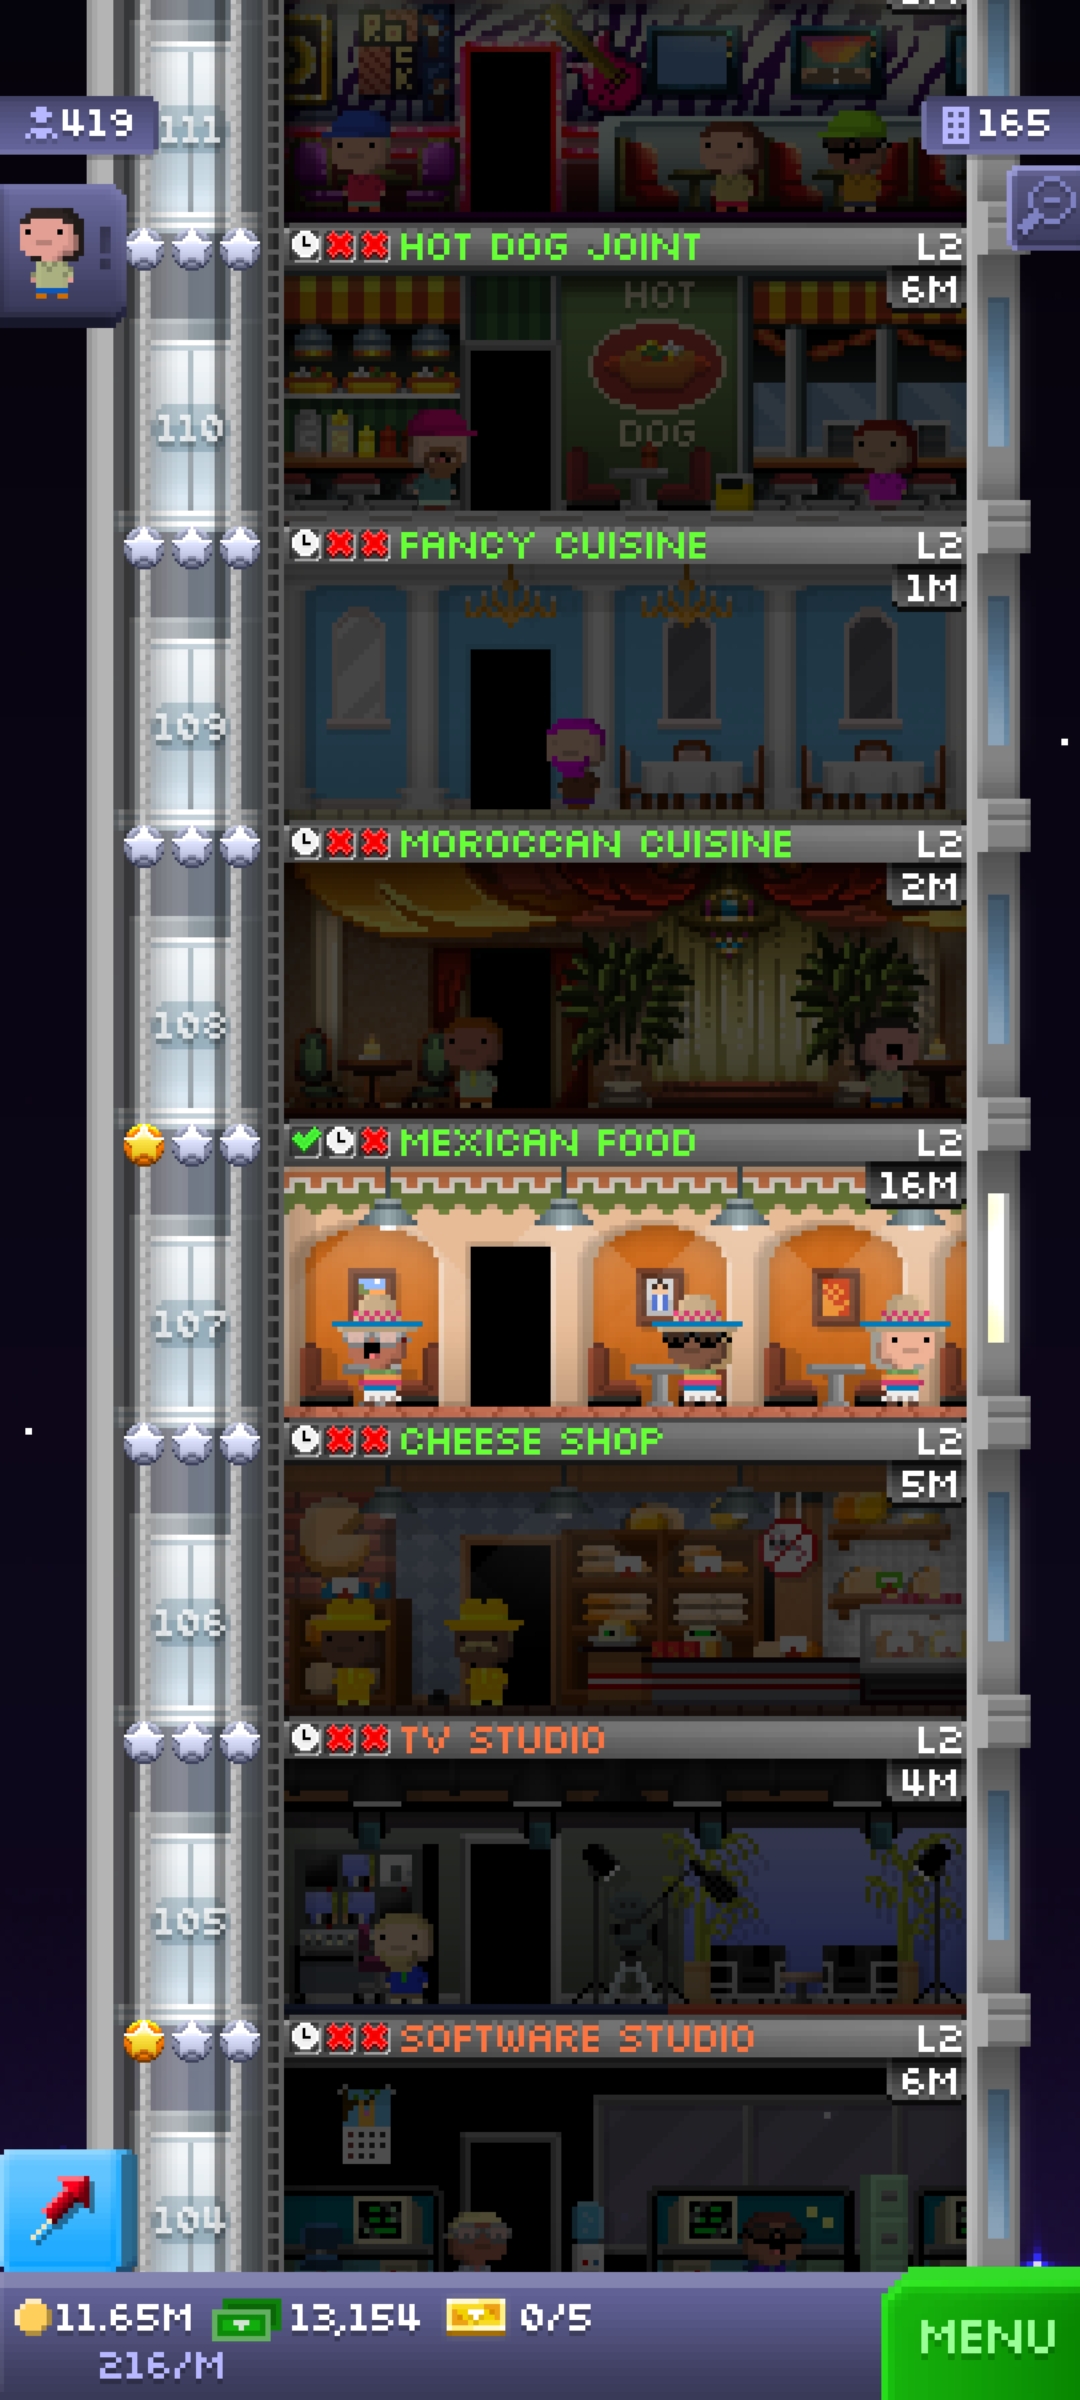 419
111
165
HOT DOG JOINT L2
6M
HOT
DOG
110
FANCY CUISINE L2
1M
109
MOROCCAN CUISINE L2
2M
108
MEXICAN FOOD L2
16M
107
CHEESE SHOP L2
5M
106
TV STUDIO L2
4M
105
SOFTWARE STUDIO L2
6M
104
11.65M 13,154 0/5
216/M
MENU